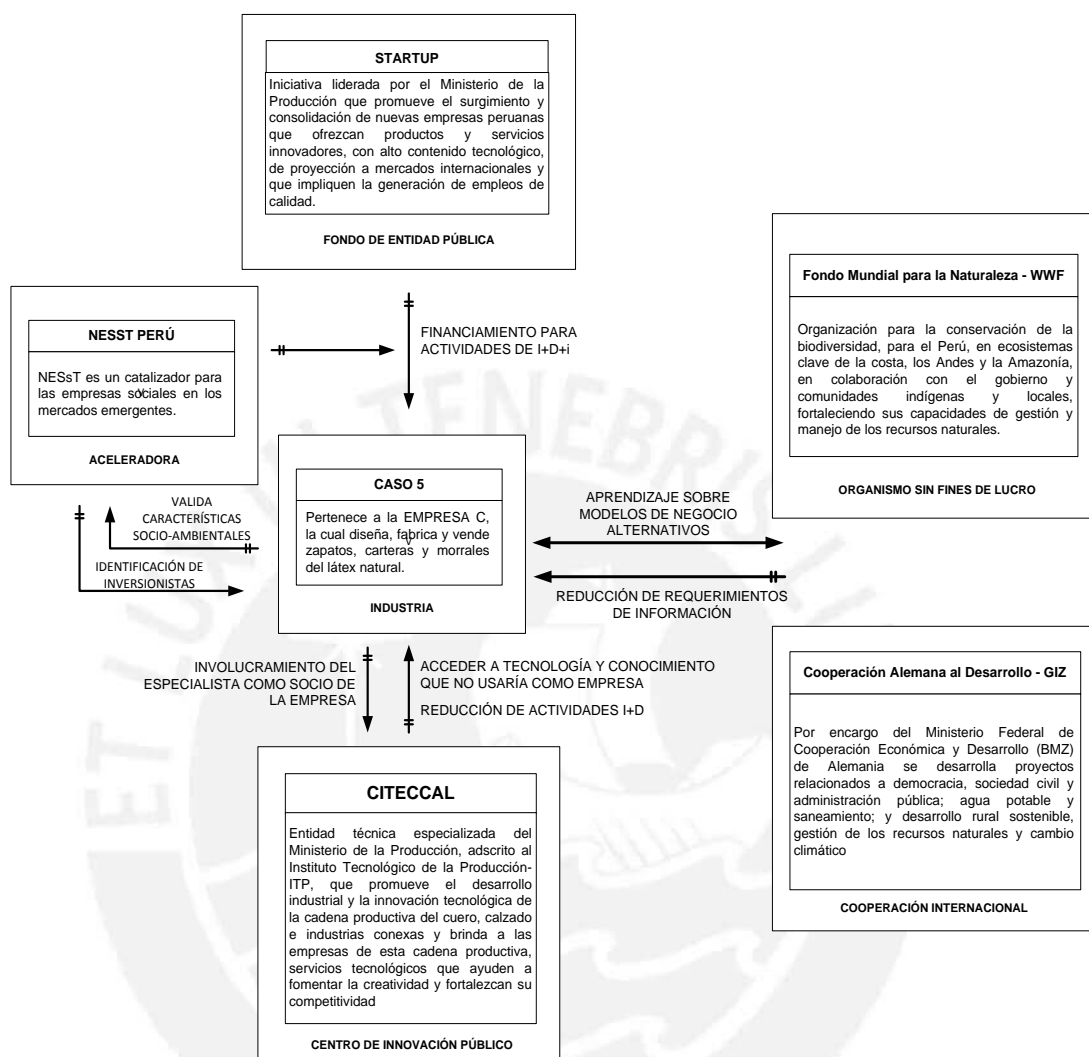 STARTUP
Iniciativa liderada por el Ministerio de la
Producción que promueve el surgimiento y
consolidación de nuevas empresas peruanas
que ofrezcan productos y servicios
innovadores, con alto contenido tecnológico,
de proyección a mercados internacionales y
que impliquen la generación de empleos de
calidad.
FONDO DE ENTIDAD PÚBLICA
NESST PERÚ
NESsT es un catalizador para
las empresas sociales en los
mercados emergentes.
ACELERADORA
FINANCIAMIENTO PARA
ACTIVIDADES DE I+D+i
Fondo Mundial para la Naturaleza - WWF
Organización para la conservación de la
biodiversidad, para el Perú, en ecosistemas
clave de la costa, los Andes y la Amazonía,
en colaboración con el gobierno y
comunidades indígenas y locales,
fortaleciendo sus capacidades de gestión y
manejo de los recursos naturales.
ORGANISMO SIN FINES DE LUCRO
VALIDA
CARACTERÍSTICAS
SOCIO-AMBIENTALES
IDENTIFICACIÓN DE
INVERSIONISTAS
CASO 5
Pertenece a la EMPRESA C,
la cual diseña, fabrica y vende
zapatos, carteras y morrales
del látex natural.
INDUSTRIA
APRENDIZAJE SOBRE
MODELOS DE NEGOCIO
ALTERNATIVOS
REDUCCIÓN DE REQUERIMIENTOS
DE INFORMACIÓN
INVOLUCRAMIENTO DEL
ESPECIALISTA COMO SOCIO DE
LA EMPRESA
ACCEDER A TECNOLOGÍA Y CONOCIMIENTO
QUE NO USARÍA COMO EMPRESA
REDUCCIÓN DE ACTIVIDADES I+D
Cooperación Alemana al Desarrollo - GIZ
Por encargo del Ministerio Federal de
Cooperación Económica y Desarrollo (BMZ)
de Alemania se desarrolla proyectos
relacionados a democracia, sociedad civil y
administración pública; agua potable y
saneamiento; y desarrollo rural sostenible,
gestión de los recursos naturales y cambio
climático
COOPERACIÓN INTERNACIONAL
CITECCAL
Entidad técnica especializada del
Ministerio de la Producción, adscrito al
Instituto Tecnológico de la Producción-
ITP, que promueve el desarrollo
industrial y la innovación tecnológica de
la cadena productiva del cuero, calzado
e industrias conexas y brinda a las
empresas de esta cadena productiva,
servicios tecnológicos que ayuden a
fomentar la creatividad y fortalezcan su
competitividad
CENTRO DE INNOVACIÓN PÚBLICO
ET LUX IN TENEBRIS LU